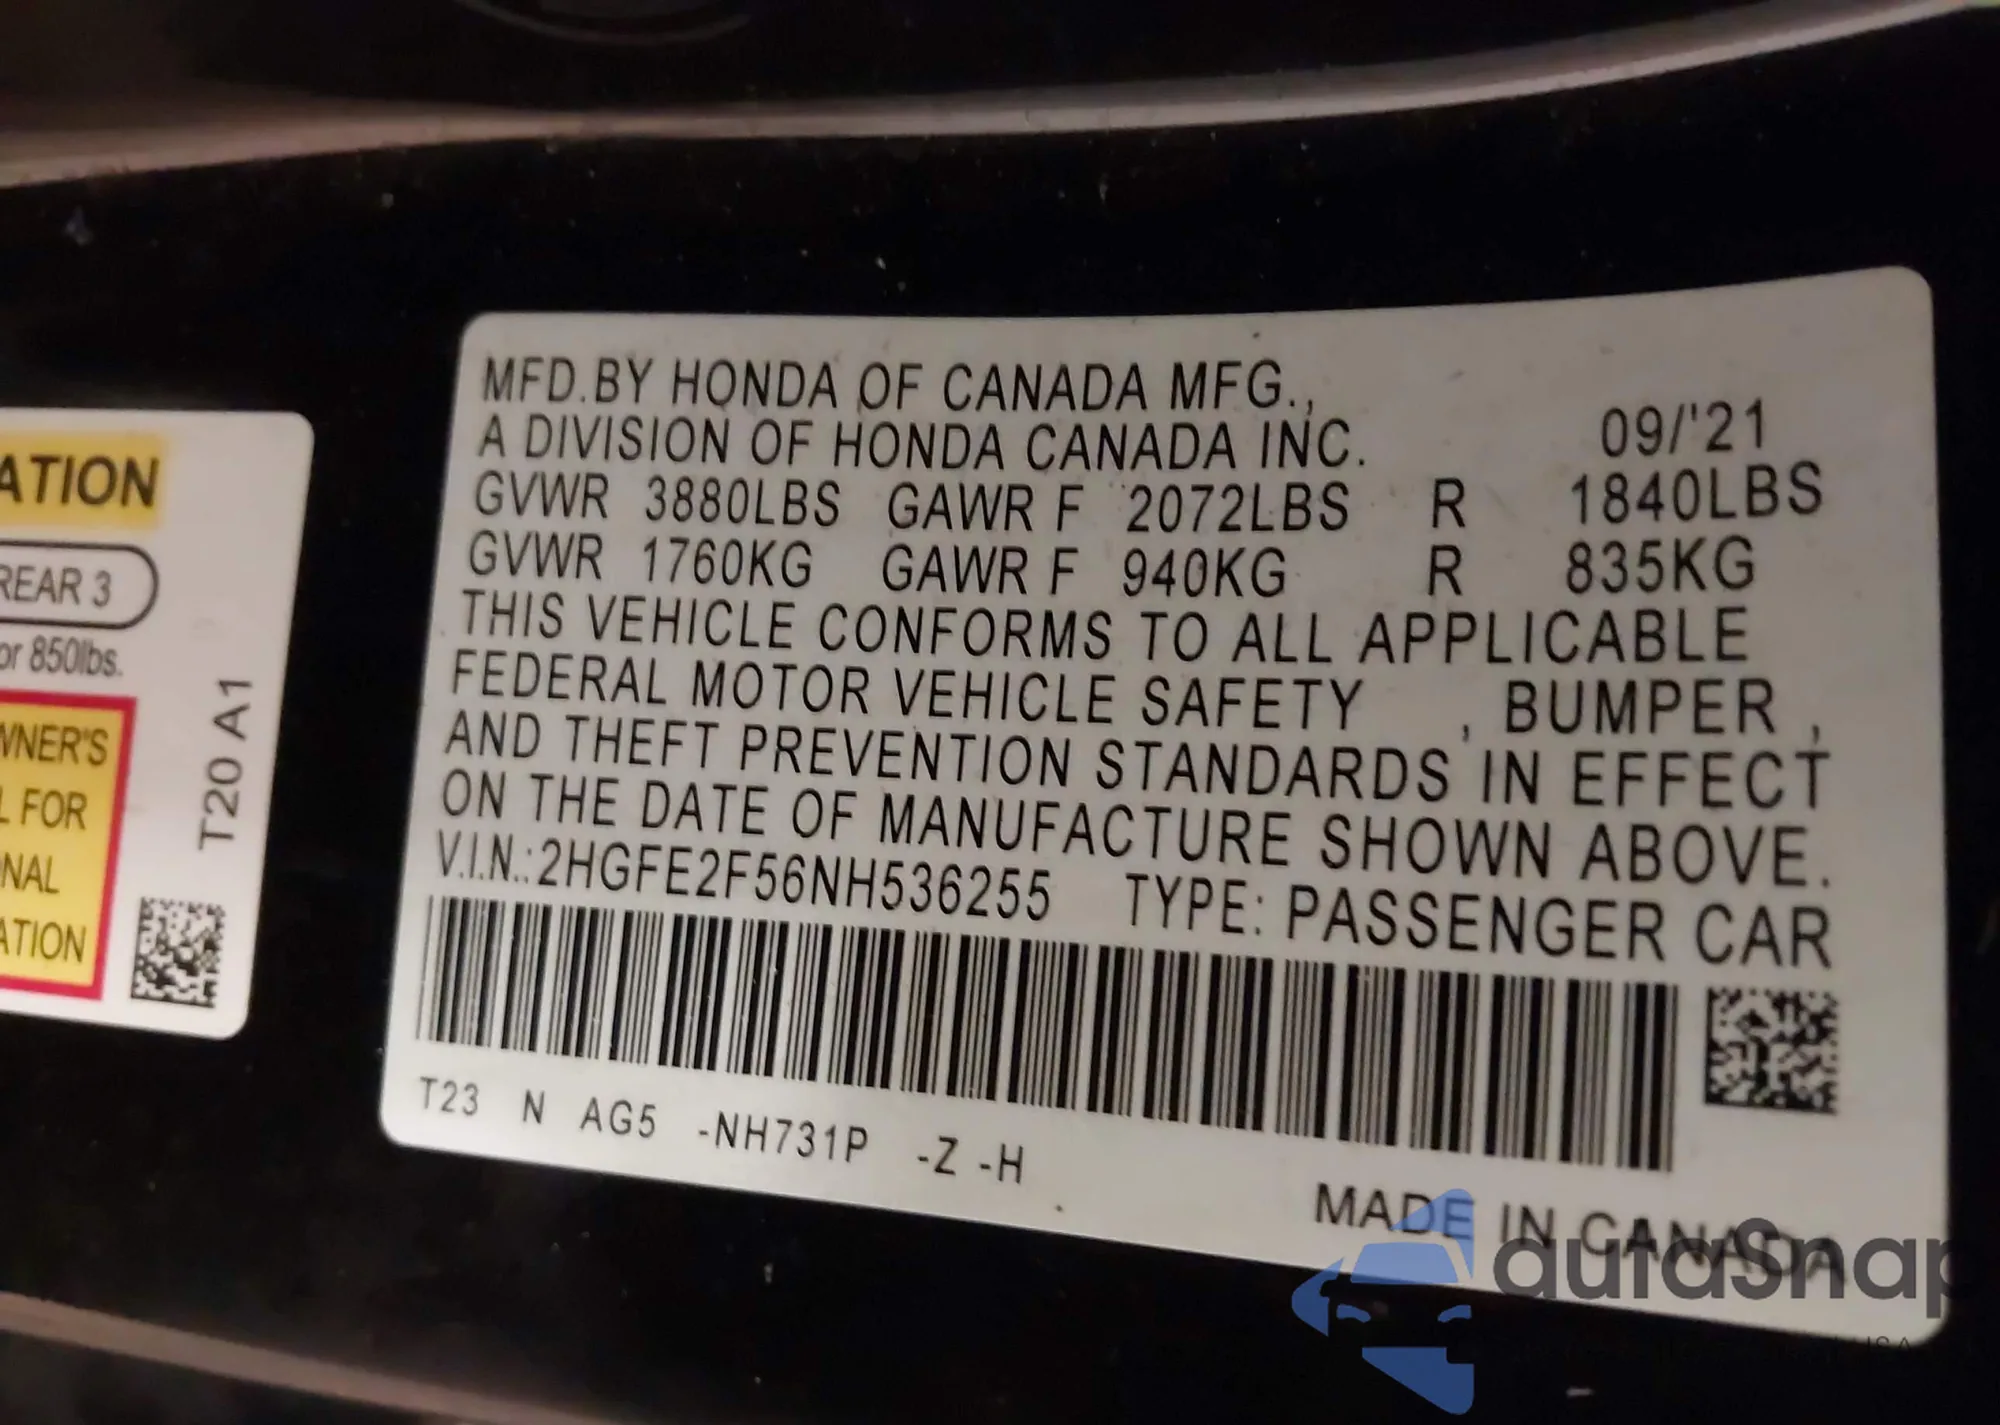 ATION
REAR 3
or 850lbs.
WNER'S
L FOR
NAL
ATION
T20 A1
MFD.BY HONDA OF CANADA MFG.,
A DIVISION OF HONDA CANADA INC. 09/'21
GVWR 3880LBS GAWR F 2072LBS R 1840LBS
GVWR 1760KG GAWR F 940KG R 835KG
THIS VEHICLE CONFORMS TO ALL APPLICABLE
FEDERAL MOTOR VEHICLE SAFETY , BUMPER ,
AND THEFT PREVENTION STANDARDS IN EFFECT
ON THE DATE OF MANUFACTURE SHOWN ABOVE.
V.I.N.:2HGFE2F56NH536255 TYPE: PASSENGER CAR
T23 N AG5 -NH731P -Z -H
MADE IN CANADA
autaSnap
USA